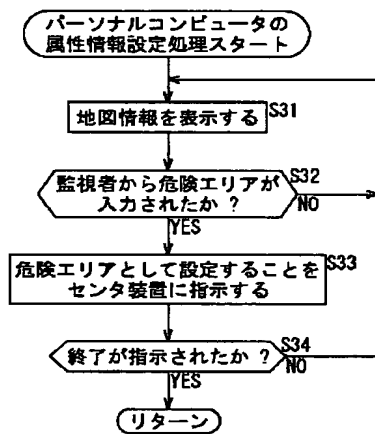 パーソナルコンピュータの
属性情報設定処理スタート
S31
地図情報を表示する
S32
監視者から危険エリアが
入力されたか ?
NO
YES
S33
危険エリアとして設定することを
センタ装置に指示する
S34
終了が指示されたか ?
NO
YES
リターン